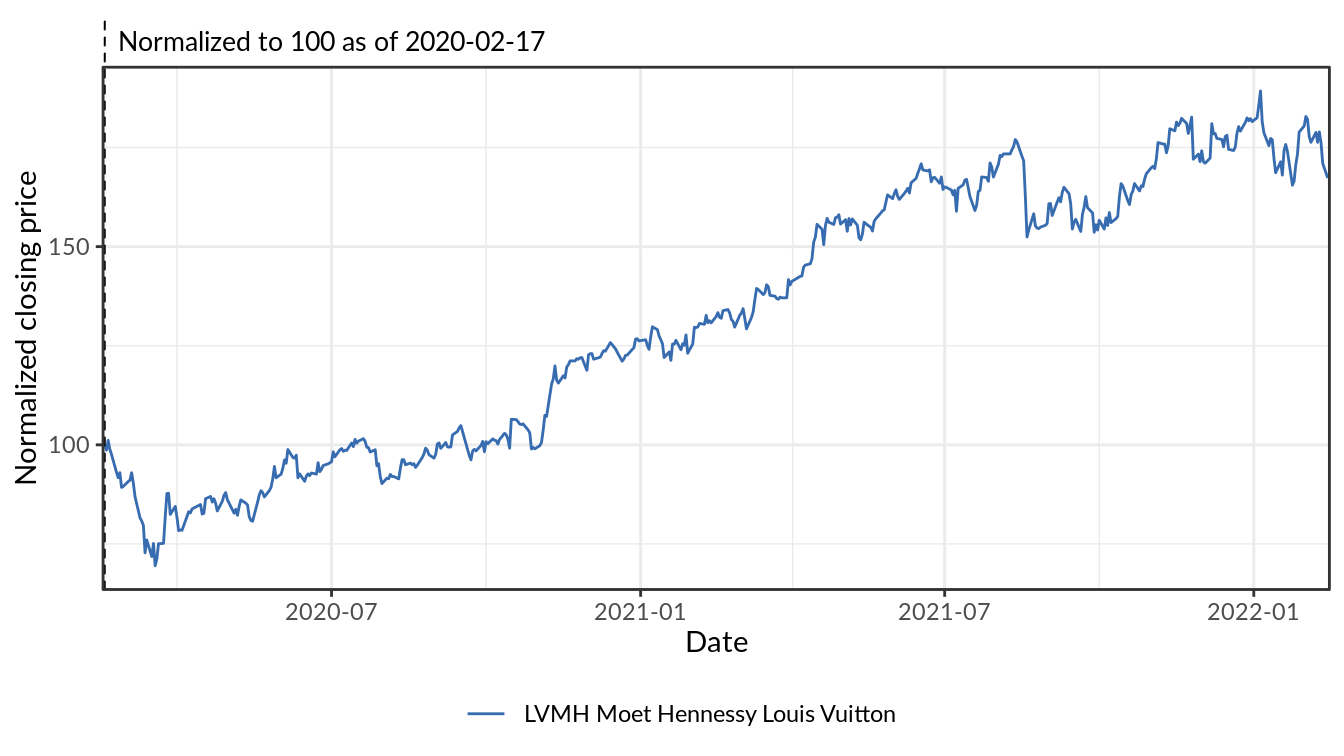 Normalized to 100 as of 2020-02-17
Normalized closing price
150
100
2020-07
2021-01
2021-07
2022-01
Date
LVMH Moet Hennessy Louis Vuitton